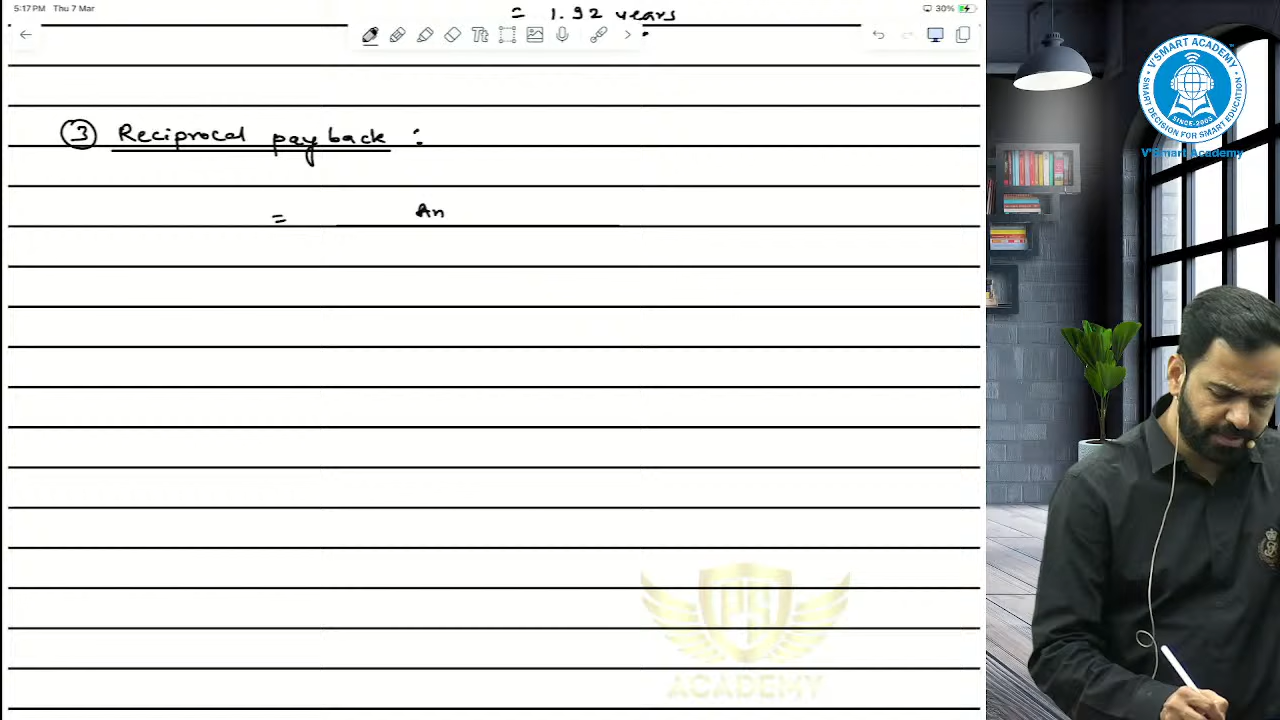 5:17 PM Thu 7 Mar
30%
= 1.92 years
Tt
③ Reciprocal payback :
= An
V'SMART ACADEMY
SMART DECISION FOR SMART EDUCATION
SINCE-2005
V'Smart Academy
ACADEMY